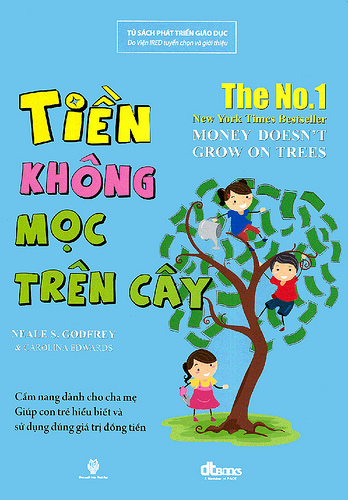 TỦ SÁCH PHÁT TRIỂN GIÁO DỤC
Do Viện IRED tuyển chọn và giới thiệu
TIỀN
KHÔNG
MỌC
TRÊN CÂY
The No.1
New York Times Bestseller
MONEY DOESN'T
GROW ON TREES
NEALE S. GODFREY
& CAROLINA EDWARDS
Cẩm nang dành cho cha mẹ
Giúp con trẻ hiểu biết và
sử dụng đúng giá trị đồng tiền
dtBOOKS